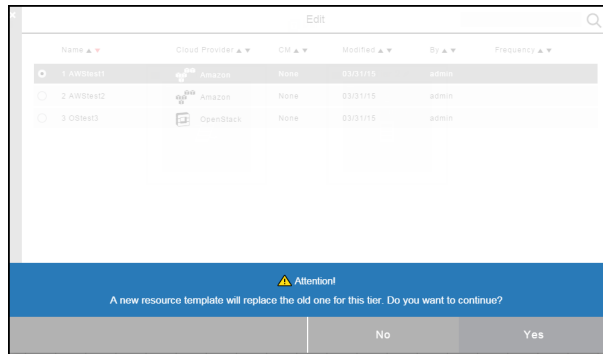 Edit
Name ▲ ▼ Cloud Provider ▲ ▼ CM ▲ ▼ Modified ▲ ▼ By ▲ ▼ Frequency ▲ ▼
1 AWStest1 Amazon None 03/31/15 admin
2 AWStest2 Amazon None 03/31/15 admin
3 OStest3 OpenStack None 03/31/15 admin
Attention!
A new resource template will replace the old one for this tier. Do you want to continue?
No Yes